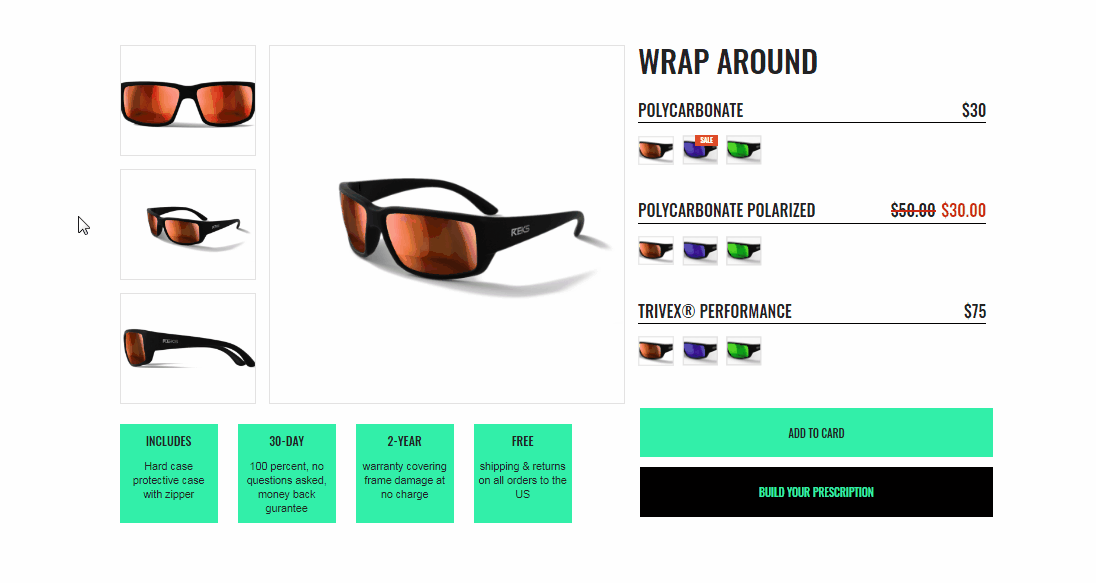 WRAP AROUND
POLYCARBONATE $30
SALE
POLYCARBONATE POLARIZED $50.00 $30.00
TRIVEX® PERFORMANCE $75
ADD TO CARD
BUILD YOUR PRESCRIPTION
INCLUDES
Hard case
protective case
with zipper
30-DAY
100 percent, no
questions asked,
money back
gurantee
2-YEAR
warranty covering
frame damage at
no charge
FREE
shipping & returns
on all orders to the
US